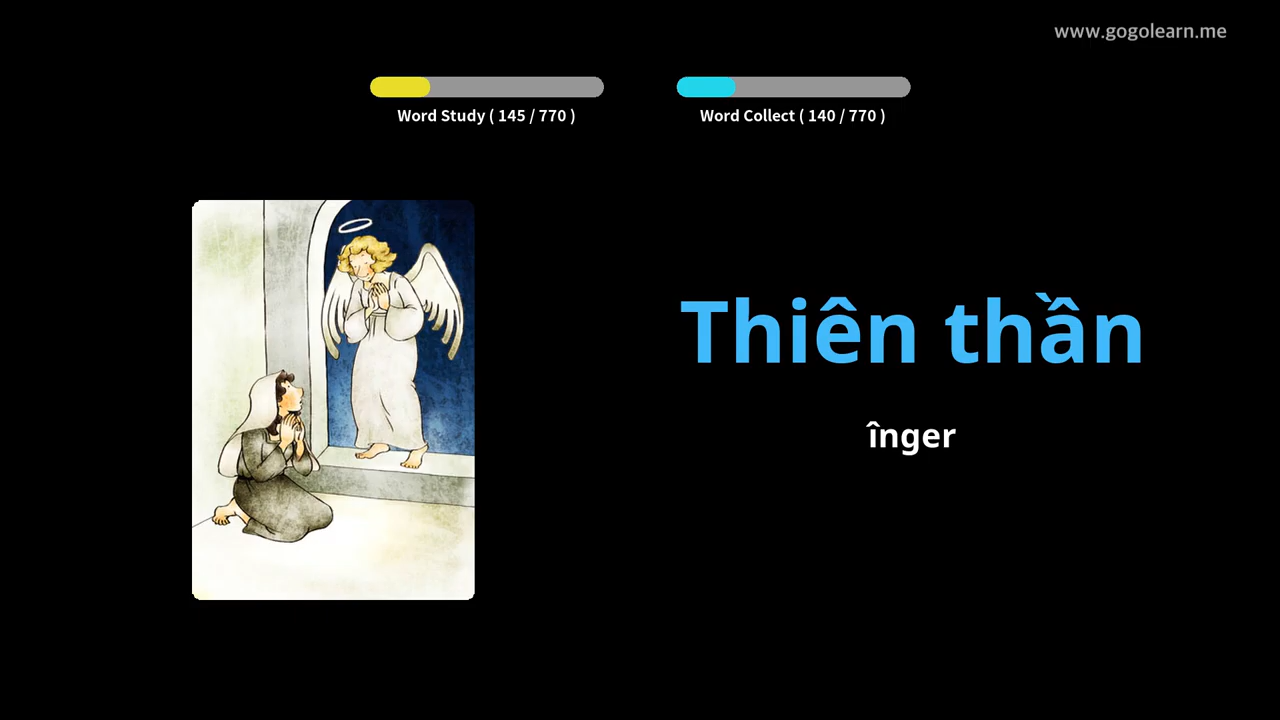 www.gogolearn.me
Word Study ( 145 / 770 )
Word Collect ( 140 / 770 )
Thiên thần
înger